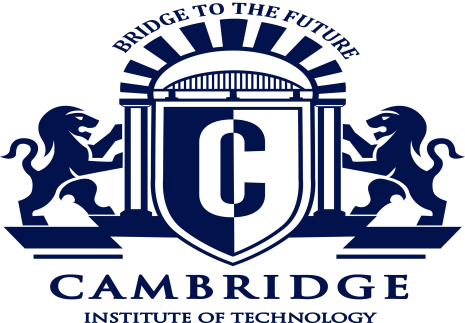 BRIDGE TO THE FUTURE
C
CAMBRIDGE
INSTITUTE OF TECHNOLOGY